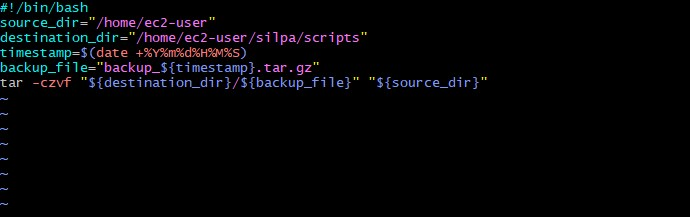 #!/bin/bash
source_dir="/home/ec2-user"
destination_dir="/home/ec2-user/silpa/scripts"
timestamp=$(date +%Y%m%d%H%M%S)
backup_file="backup_${timestamp}.tar.gz"
tar -czvf "${destination_dir}/${backup_file}" "${source_dir}"
~
~
~
~
~
~
~
~